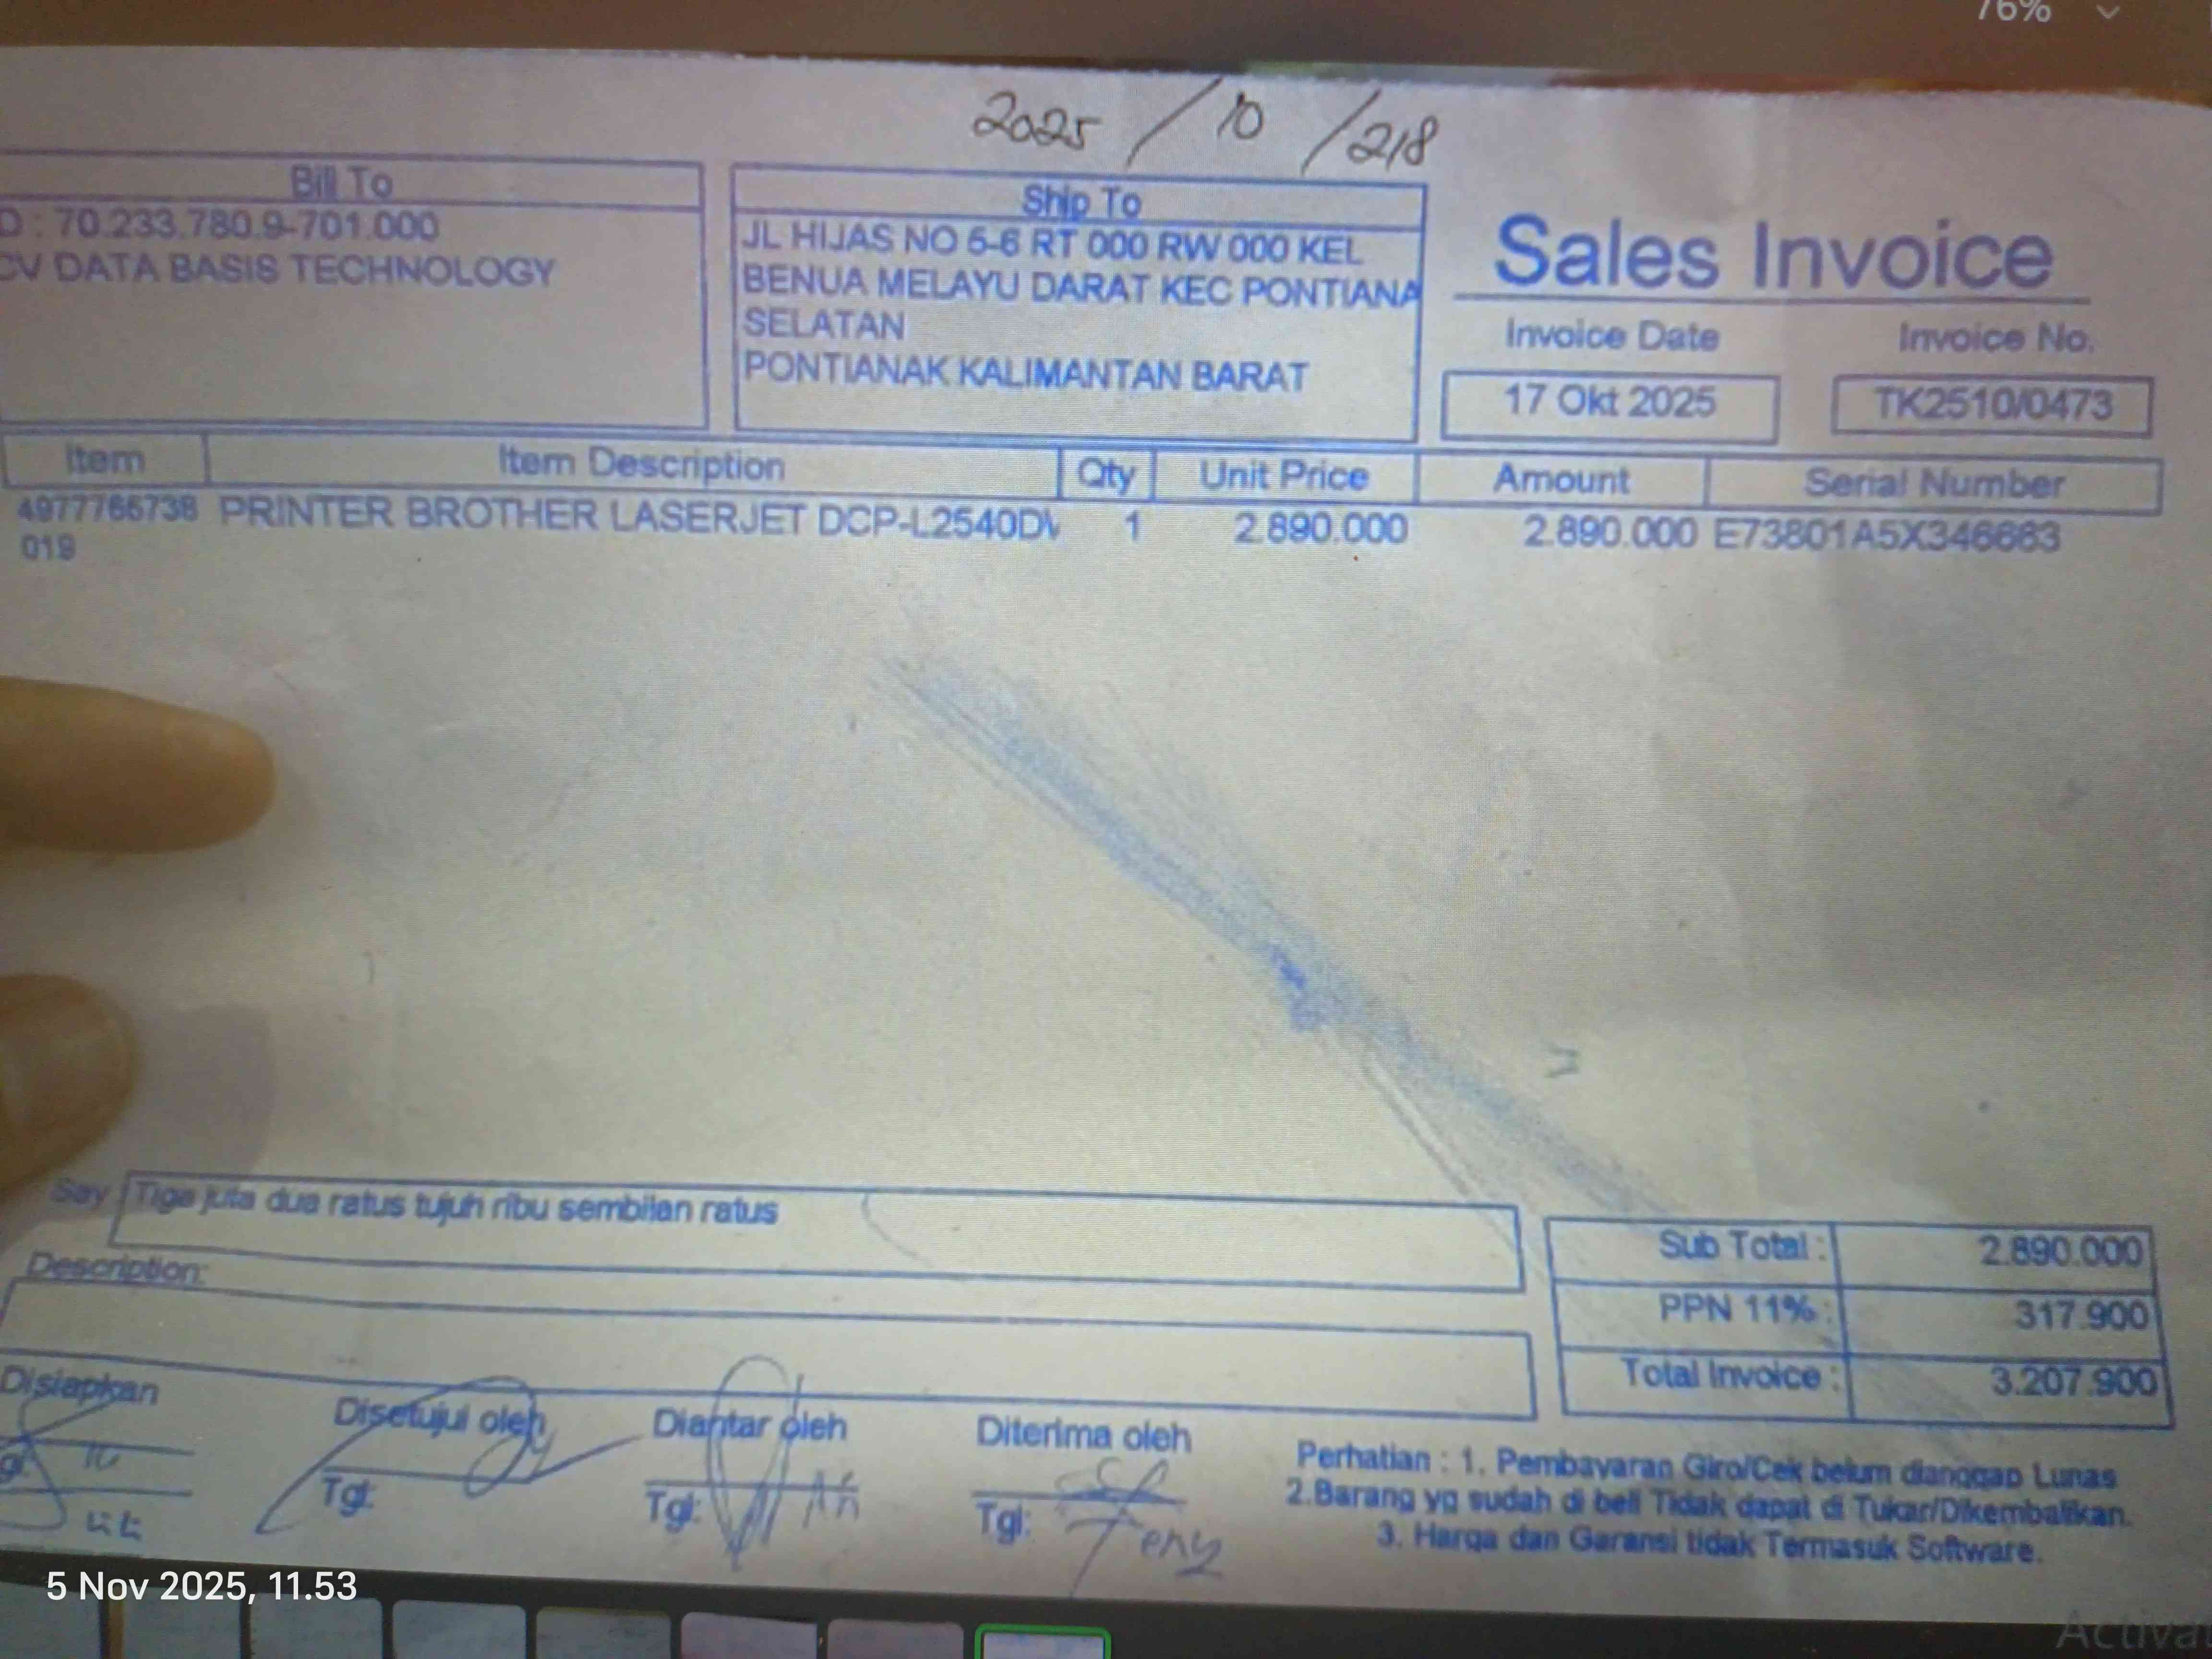 76%
2025 / 10 / 218
Bill To
D : 70.233.780.9-701.000
CV DATA BASIS TECHNOLOGY
Ship To
JL HIJAS NO 5-6 RT 000 RW 000 KEL
BENUA MELAYU DARAT KEC PONTIANA
SELATAN
PONTIANAK KALIMANTAN BARAT
Sales Invoice
Invoice Date
Invoice No.
17 Okt 2025
TK2510/0473
Item
Item Description
Qty
Unit Price
Amount
Serial Number
4977766738 PRINTER BROTHER LASERJET DCP-L2540DW 1 2.890.000 2.890.000 E73801A5X346663
019
Say Tiga juta dua ratus tujuh ribu sembilan ratus
Description:
Sub Total : 2.890.000
PPN 11% : 317.900
Total Invoice : 3.207.900
Disiapkan
Disetujui oleh
Tgl:
Diantar oleh
Tgl:
Diterima oleh
Tgl: Teny
Perhatian : 1. Pembayaran Giro/Cek belum dianggap Lunas
2.Barang yg sudah di beli Tidak dapat di Tukar/Dikembalikan.
3. Harga dan Garansi tidak Termasuk Software.
5 Nov 2025, 11.53
Activat